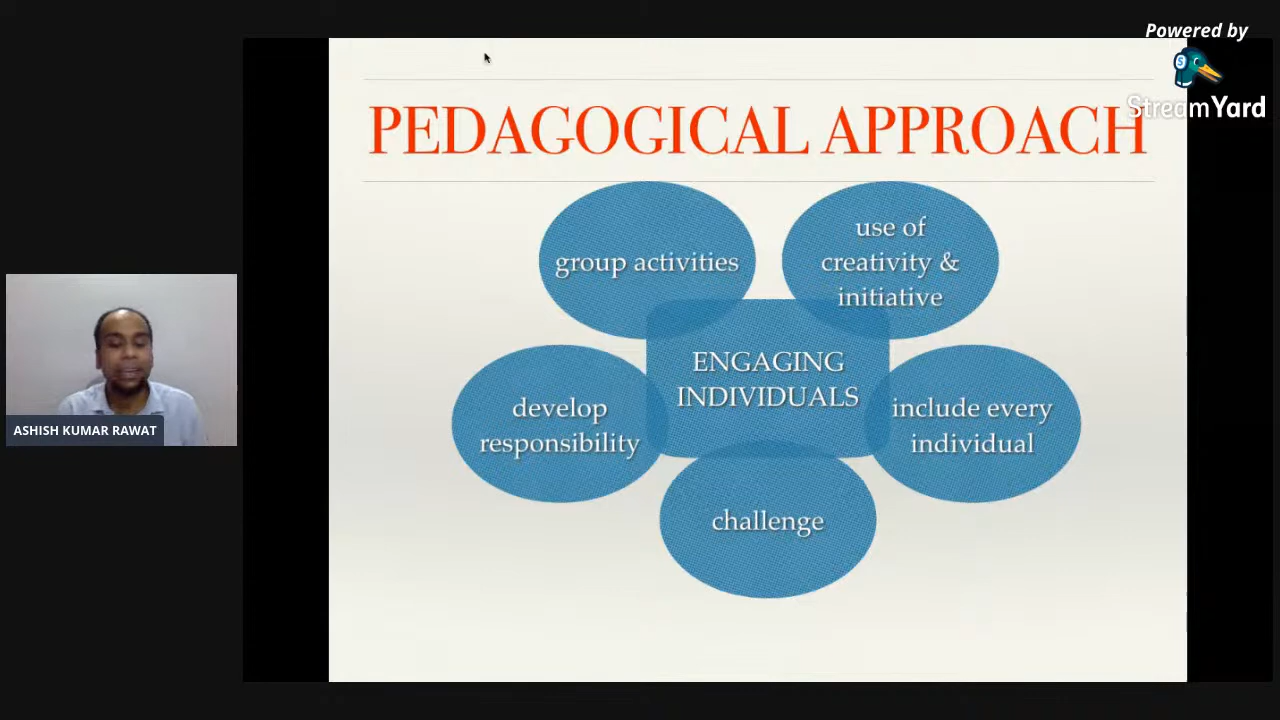 Powered by
StreamYard
PEDAGOGICAL APPROACH
group activities
use of
creativity &
initiative
ENGAGING
INDIVIDUALS
develop
responsibility
include every
individual
challenge
ASHISH KUMAR RAWAT